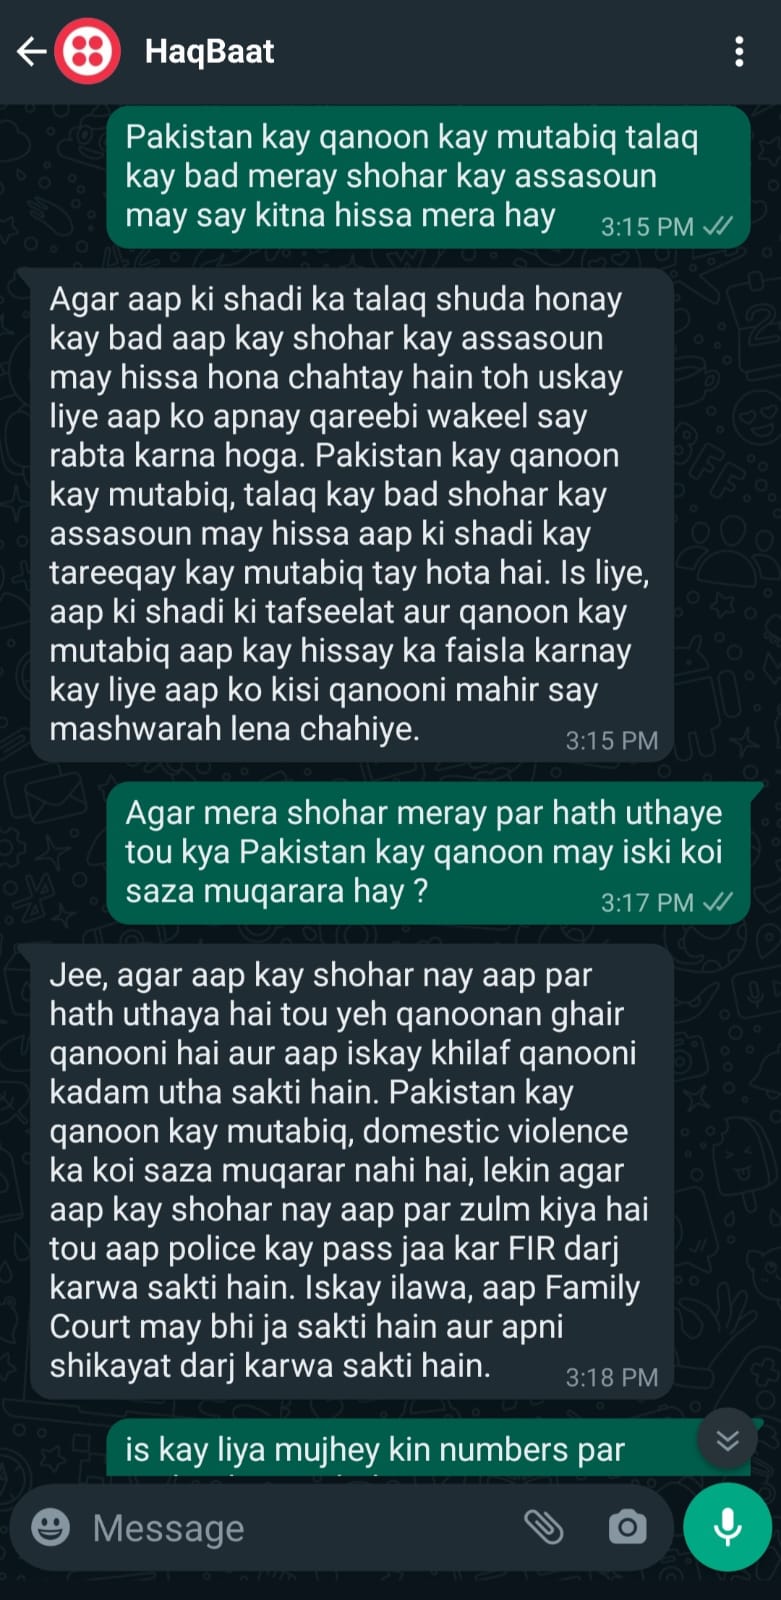 HaqBaat
Pakistan kay qanoon kay mutabiq talaq
kay bad meray shohar kay assasoun
may say kitna hissa mera hay
3:15 PM
Agar aap ki shadi ka talaq shuda honay
kay bad aap kay shohar kay assasoun
may hissa hona chahtay hain toh uskay
liye aap ko apnay qareebi wakeel say
rabta karna hoga. Pakistan kay qanoon
kay mutabiq, talaq kay bad shohar kay
assasoun may hissa aap ki shadi kay
tareeqay kay mutabiq tay hota hai. Is liye,
aap ki shadi ki tafseelat aur qanoon kay
mutabiq aap kay hissay ka faisla karnay
kay liye aap ko kisi qanooni mahir say
mashwarah lena chahiye.
3:15 PM
Agar mera shohar meray par hath uthaye
tou kya Pakistan kay qanoon may iski koi
saza muqarara hay ?
3:17 PM
Jee, agar aap kay shohar nay aap par
hath uthaya hai tou yeh qanoonan ghair
qanooni hai aur aap iskay khilaf qanooni
kadam utha sakti hain. Pakistan kay
qanoon kay mutabiq, domestic violence
ka koi saza muqarar nahi hai, lekin agar
aap kay shohar nay aap par zulm kiya hai
tou aap police kay pass jaa kar FIR darj
karwa sakti hain. Iskay ilawa, aap Family
Court may bhi ja sakti hain aur apni
shikayat darj karwa sakti hain.
3:18 PM
is kay liya mujhey kin numbers par
Message